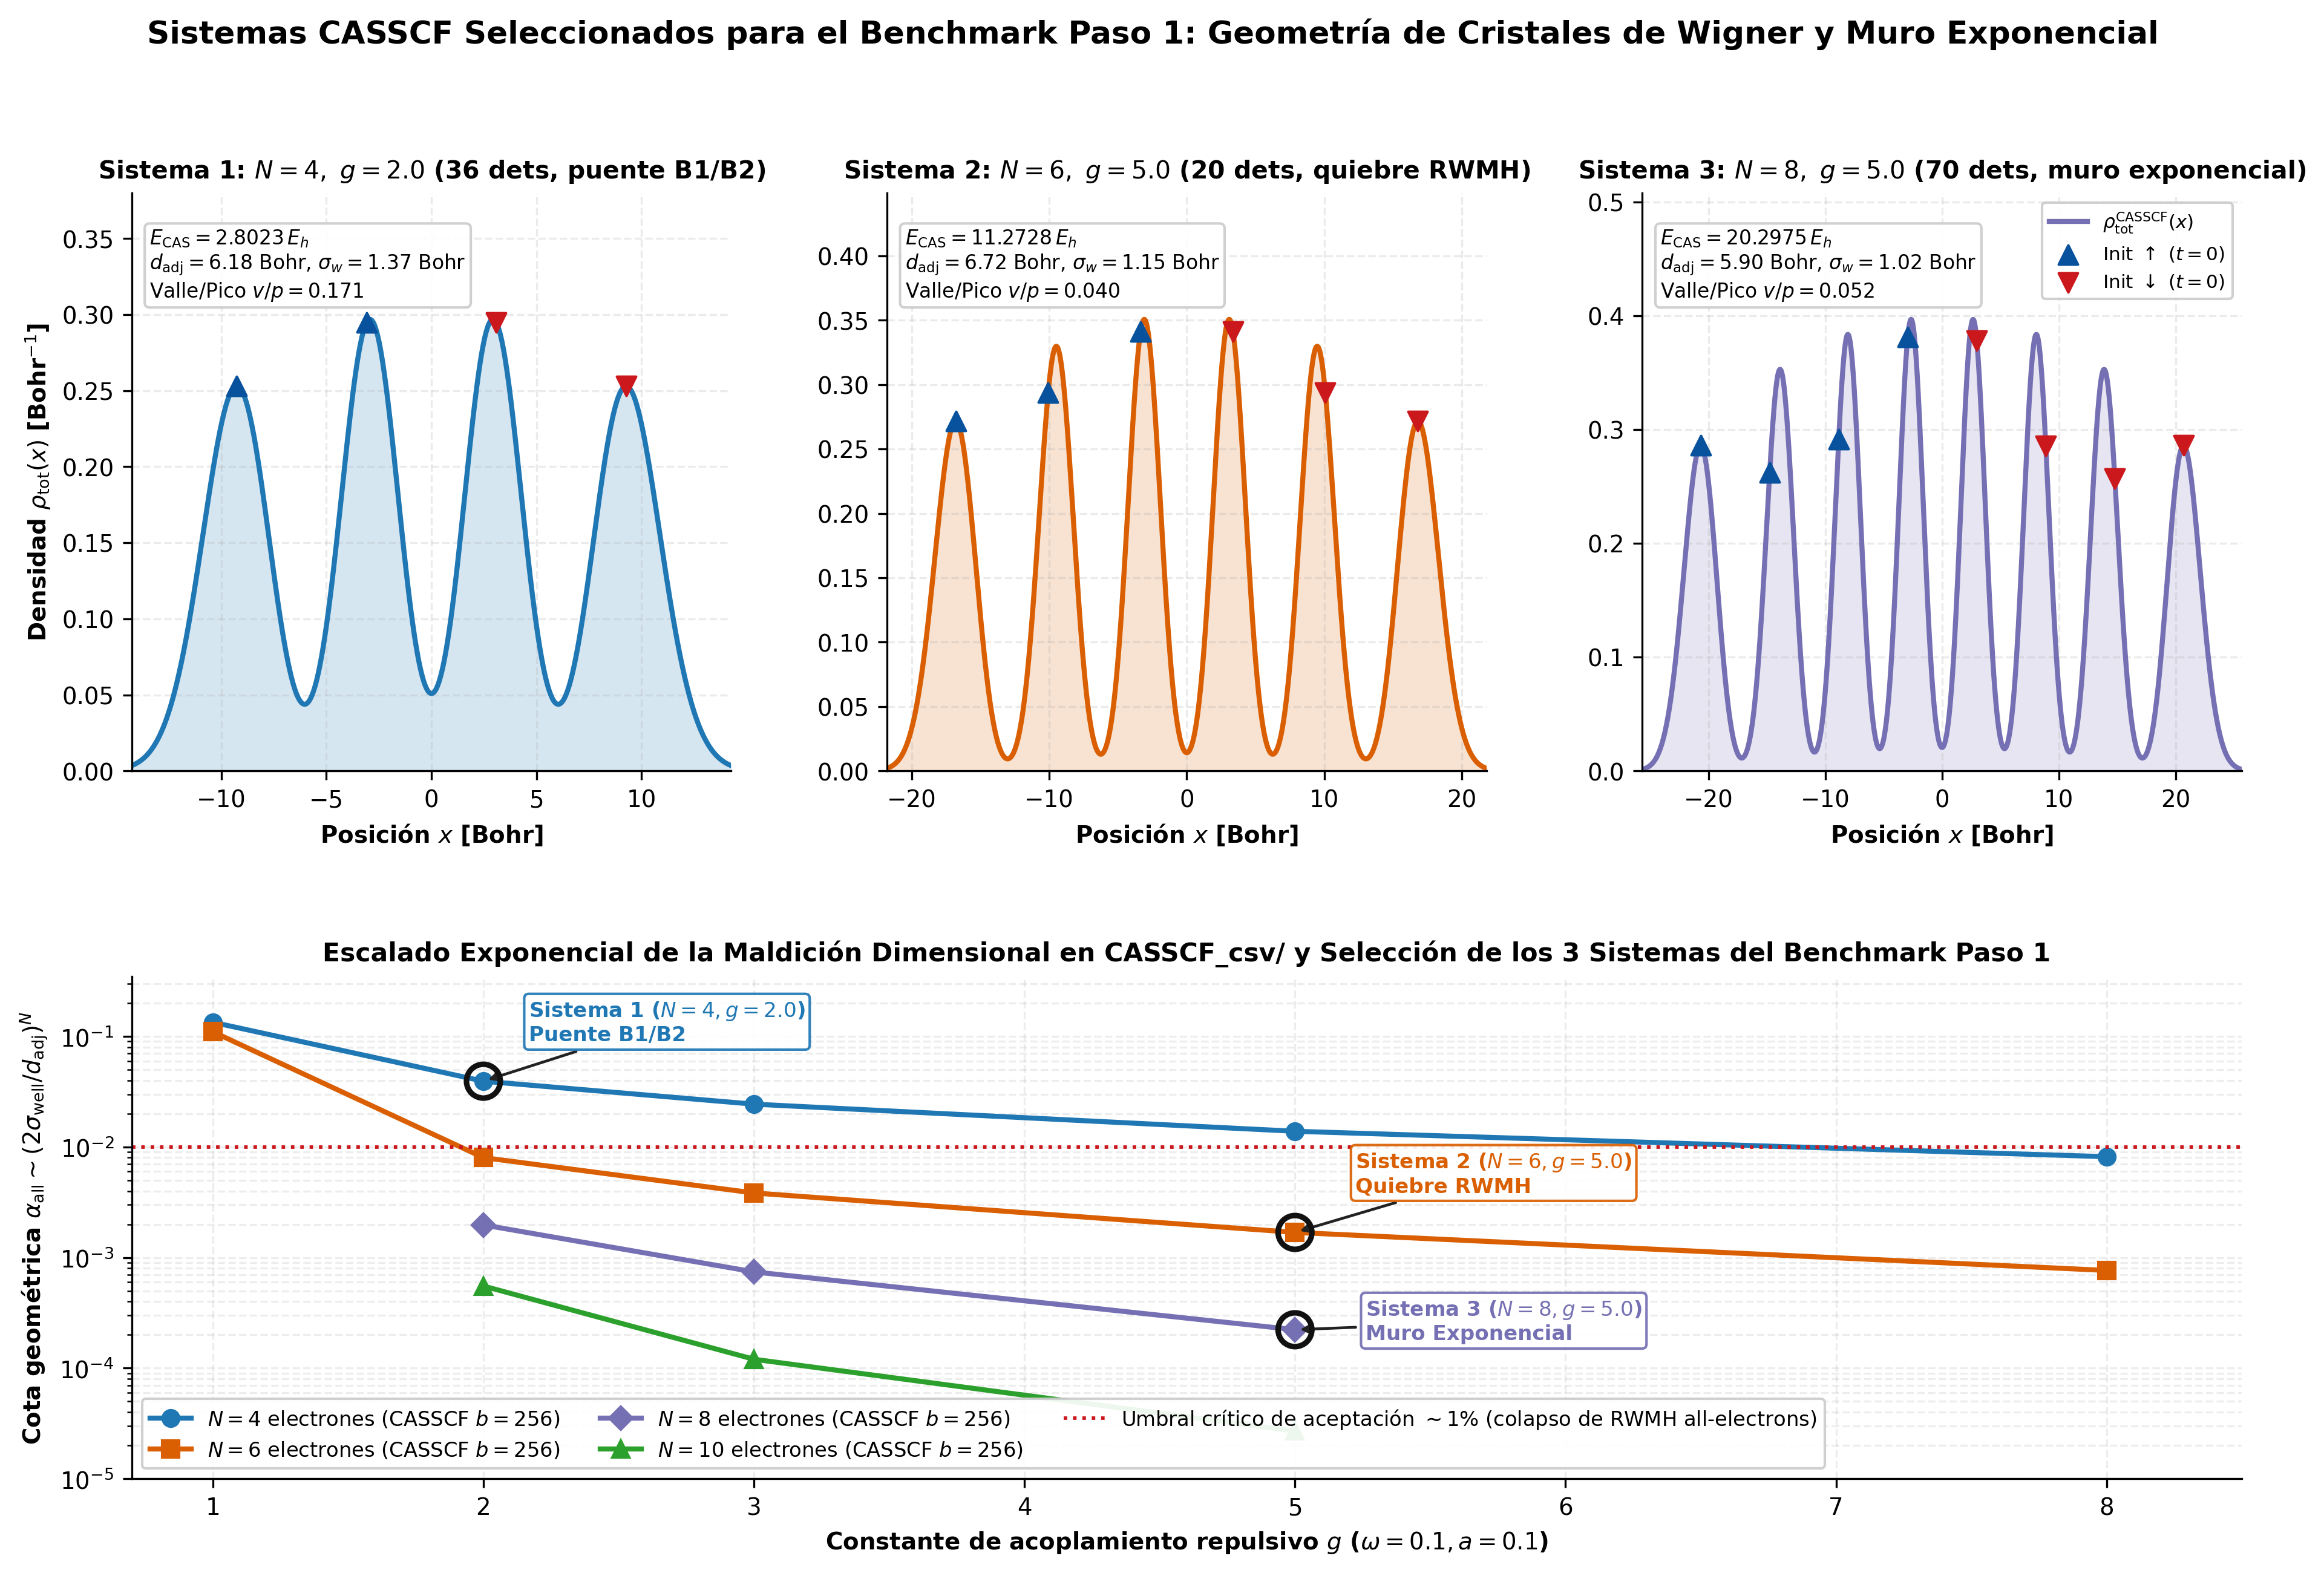 Sistemas CASSCF Seleccionados para el Benchmark Paso 1: Geometría de Cristales de Wigner y Muro Exponencial
Sistema 1: N = 4, g = 2.0 (36 dets, puente B1/B2)
E_CAS = 2.8023 E_h
d_adj = 6.18 Bohr, σ_w = 1.37 Bohr
Valle/Pico v/p = 0.171
Densidad ρ_tot(x) [Bohr⁻¹]
0.35
0.30
0.25
0.20
0.15
0.10
0.05
0.00
−10 −5 0 5 10
Posición x [Bohr]
Sistema 2: N = 6, g = 5.0 (20 dets, quiebre RWMH)
E_CAS = 11.2728 E_h
d_adj = 6.72 Bohr, σ_w = 1.15 Bohr
Valle/Pico v/p = 0.040
0.40
0.35
0.30
0.25
0.20
0.15
0.10
0.05
0.00
−20 −10 0 10 20
Posición x [Bohr]
Sistema 3: N = 8, g = 5.0 (70 dets, muro exponencial)
E_CAS = 20.2975 E_h
d_adj = 5.90 Bohr, σ_w = 1.02 Bohr
Valle/Pico v/p = 0.052
ρ_tot^CASSCF(x)
Init ↑ (t = 0)
Init ↓ (t = 0)
0.5
0.4
0.3
0.2
0.1
0.0
−20 −10 0 10 20
Posición x [Bohr]
Escalado Exponencial de la Maldición Dimensional en CASSCF_csv/ y Selección de los 3 Sistemas del Benchmark Paso 1
Cota geométrica α_all ~ (2σ_well/d_adj)^N
10⁻¹
10⁻²
10⁻³
10⁻⁴
10⁻⁵
Sistema 1 (N = 4, g = 2.0)
Puente B1/B2
Sistema 2 (N = 6, g = 5.0)
Quiebre RWMH
Sistema 3 (N = 8, g = 5.0)
Muro Exponencial
N = 4 electrones (CASSCF b = 256)
N = 6 electrones (CASSCF b = 256)
N = 8 electrones (CASSCF b = 256)
N = 10 electrones (CASSCF b = 256)
Umbral crítico de aceptación ~ 1% (colapso de RWMH all-electrons)
1 2 3 4 5 6 7 8
Constante de acoplamiento repulsivo g (ω = 0.1, a = 0.1)